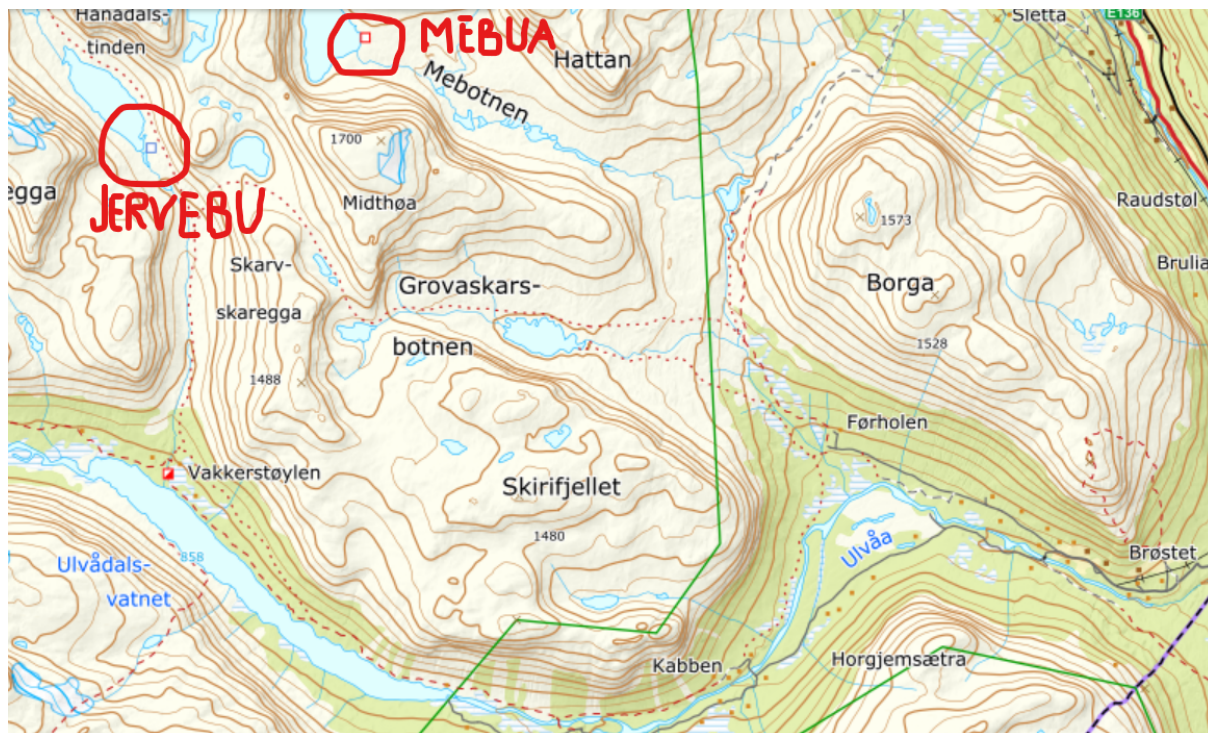 Hånådals-
tinden
MEBUA
Hattan
Mebotnen
Sletta
E136
1700
egga
JERVEBU
Midthøa
1573
Raudstøl
Brulia
Skarv-
skaregga
Grovaskars-
botnen
Borga
1528
1488
Førholen
Vakkerstøylen
Skirifjellet
1480
858
Ulvådals-
vatnet
Ulvåa
Brøstet
Kabben
Horgjemsætra